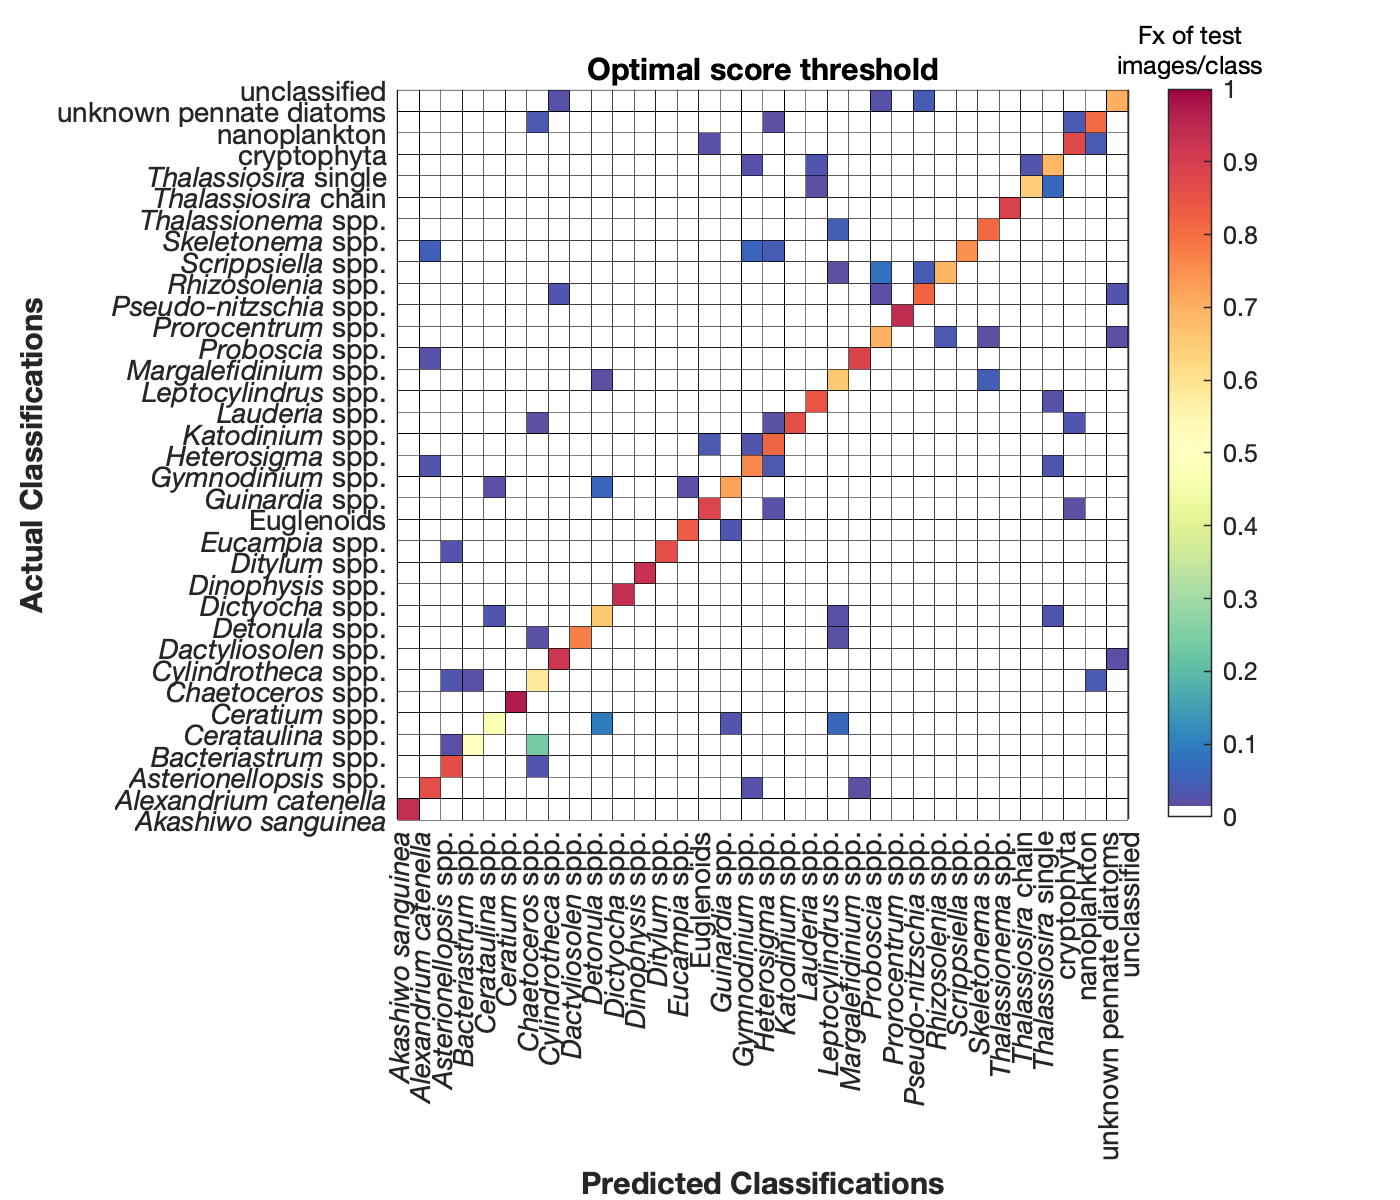 Fx of test
images/class
Optimal score threshold
unclassified
unknown pennate diatoms
nanoplankton
cryptophyta
Thalassiosira single
Thalassiosira chain
Thalassionema spp.
Skeletonema spp.
Scrippsiella spp.
Rhizosolenia spp.
Pseudo-nitzschia spp.
Prorocentrum spp.
Proboscia spp.
Margalefidinium spp.
Leptocylindrus spp.
Lauderia spp.
Katodinium spp.
Heterosigma spp.
Gymnodinium spp.
Guinardia spp.
Euglenoids
Eucampia spp.
Ditylum spp.
Dinophysis spp.
Dictyocha spp.
Detonula spp.
Dactyliosolen spp.
Cylindrotheca spp.
Chaetoceros spp.
Ceratium spp.
Cerataulina spp.
Bacteriastrum spp.
Asterionellopsis spp.
Alexandrium catenella
Akashiwo sanguinea
Actual Classifications
1
0.9
0.8
0.7
0.6
0.5
0.4
0.3
0.2
0.1
0
Akashiwo sanguinea
Alexandrium catenella
Asterionellopsis spp.
Bacteriastrum spp.
Cerataulina spp.
Ceratium spp.
Chaetoceros spp.
Cylindrotheca spp.
Dactyliosolen spp.
Detonula spp.
Dictyocha spp.
Dinophysis spp.
Ditylum spp.
Eucampia spp.
Euglenoids
Guinardia spp.
Gymnodinium spp.
Heterosigma spp.
Katodinium spp.
Lauderia spp.
Leptocylindrus spp.
Margalefidinium spp.
Proboscia spp.
Prorocentrum spp.
Pseudo-nitzschia spp.
Rhizosolenia spp.
Scrippsiella spp.
Skeletonema spp.
Thalassionema spp.
Thalassiosira chain
Thalassiosira single
cryptophyta
nanoplankton
unknown pennate diatoms
unclassified
Predicted Classifications